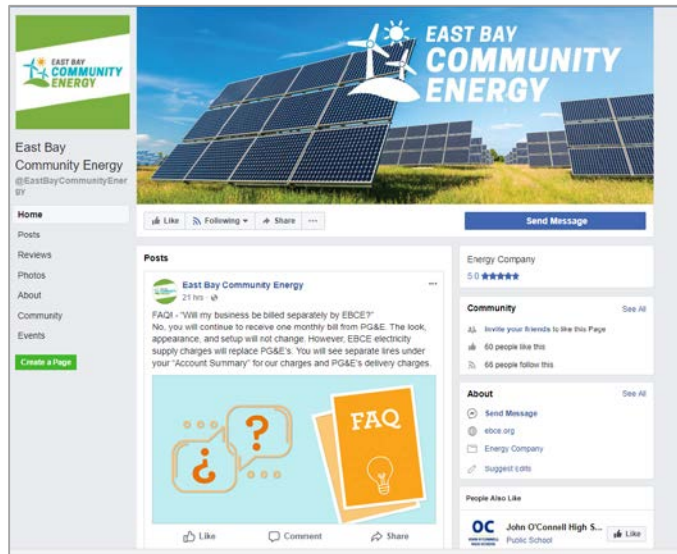 EAST BAY
COMMUNITY
ENERGY
EAST BAY
COMMUNITY
ENERGY
East Bay
Community Energy
@EastBayCommunityEner
gy
Home
Posts
Reviews
Photos
About
Community
Events
Create a Page
Like Following Share ...
Send Message
Posts
East Bay Community Energy ...
21 hrs ·
FAQ! - "Will my business be billed separately by EBCE?"
No, you will continue to receive one monthly bill from PG&E. The look,
appearance, and setup will not change. However, EBCE electricity
supply charges will replace PG&E's. You will see separate lines under
your "Account Summary" for our charges and PG&E's delivery charges.
¿ ?
FAQ
Like Comment Share
Energy Company
5.0 ★★★★★
Community See All
Invite your friends to like this Page
60 people like this
66 people follow this
About See All
Send Message
ebce.org
Energy Company
Suggest Edits
People Also Like
OC
JOHN O'CONNELL
HIGH SCHOOL
John O'Connell High S...
Public School
Like